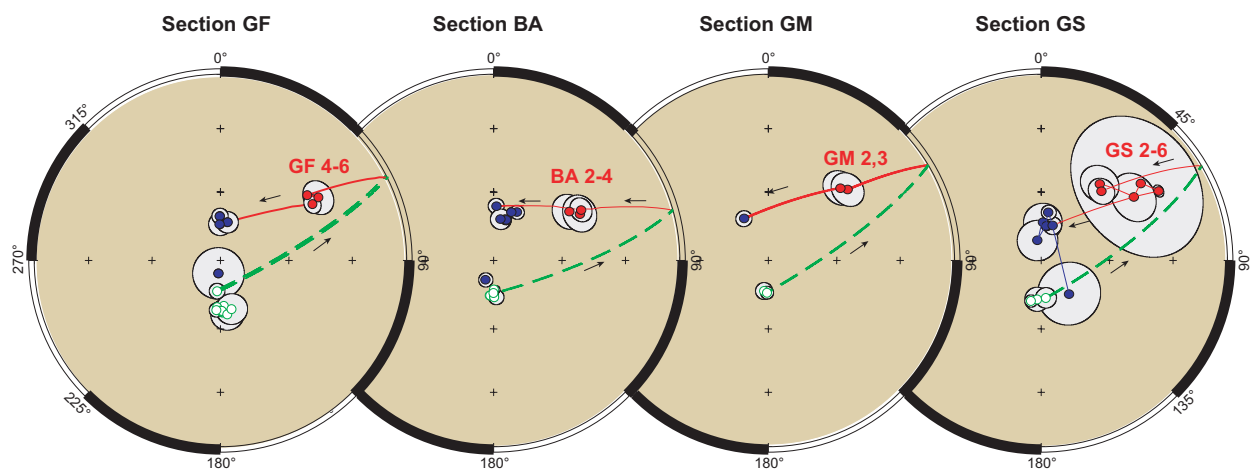 Section GF
Section BA
Section GM
Section GS
0°
0°
0°
0°
315°
45°
GF 4-6
BA 2-4
GM 2,3
GS 2-6
270°
90°
90°
90°
90°
225°
135°
180°
180°
180°
180°